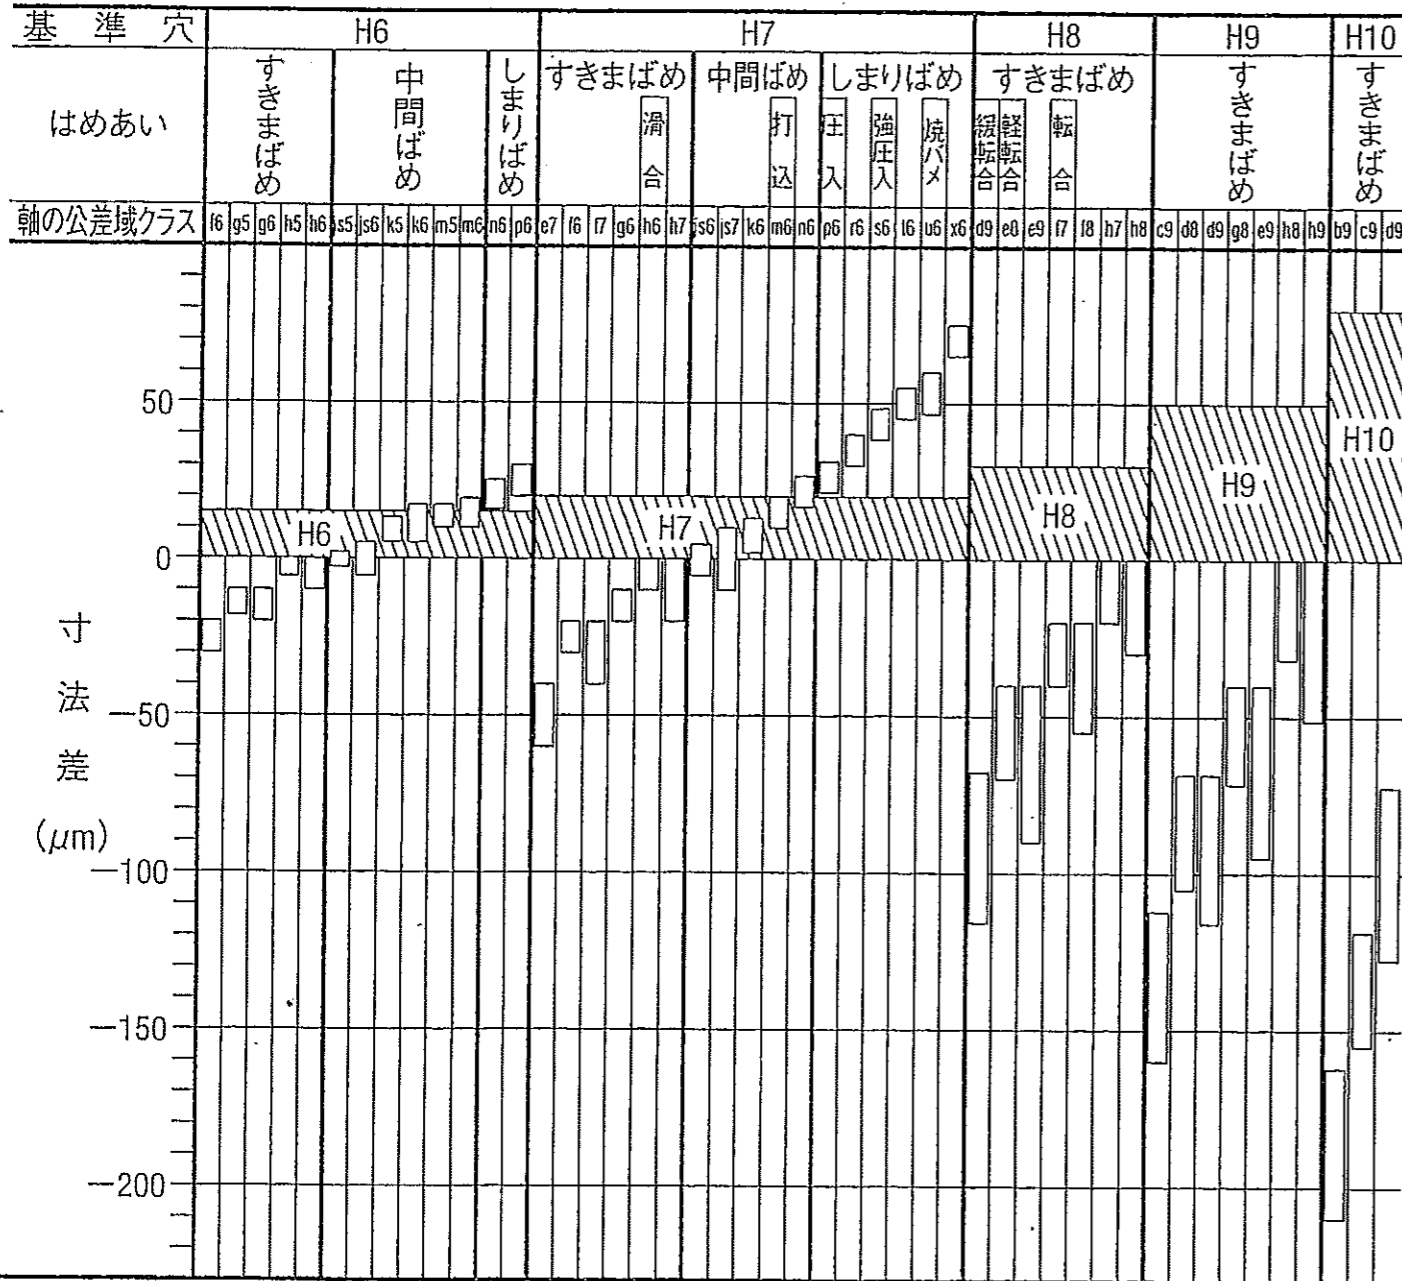 基準穴 H6 H7 H8 H9 H10
はめあい すきまばめ 中間ばめ しまりばめ すきまばめ 中間ばめ しまりばめ すきまばめ すきまばめ すきまばめ
滑合 打込 圧入 強圧入 焼バメ 緩転合 軽転合 転合
軸の公差域クラス f6 g5 g6 h5 h6 js5 js6 k5 k6 m5 m6 n6 p6 e7 f6 f7 g6 h6 h7 js6 js7 k6 m6 n6 p6 r6 s6 t6 u6 x6 d9 e8 e9 f7 f8 h7 h8 c9 d8 d9 g8 e9 h8 h9 b9 c9 d9
50
H10
H9
H6 H7 H8
0
寸法差
(μm)
−50
−100
−150
−200